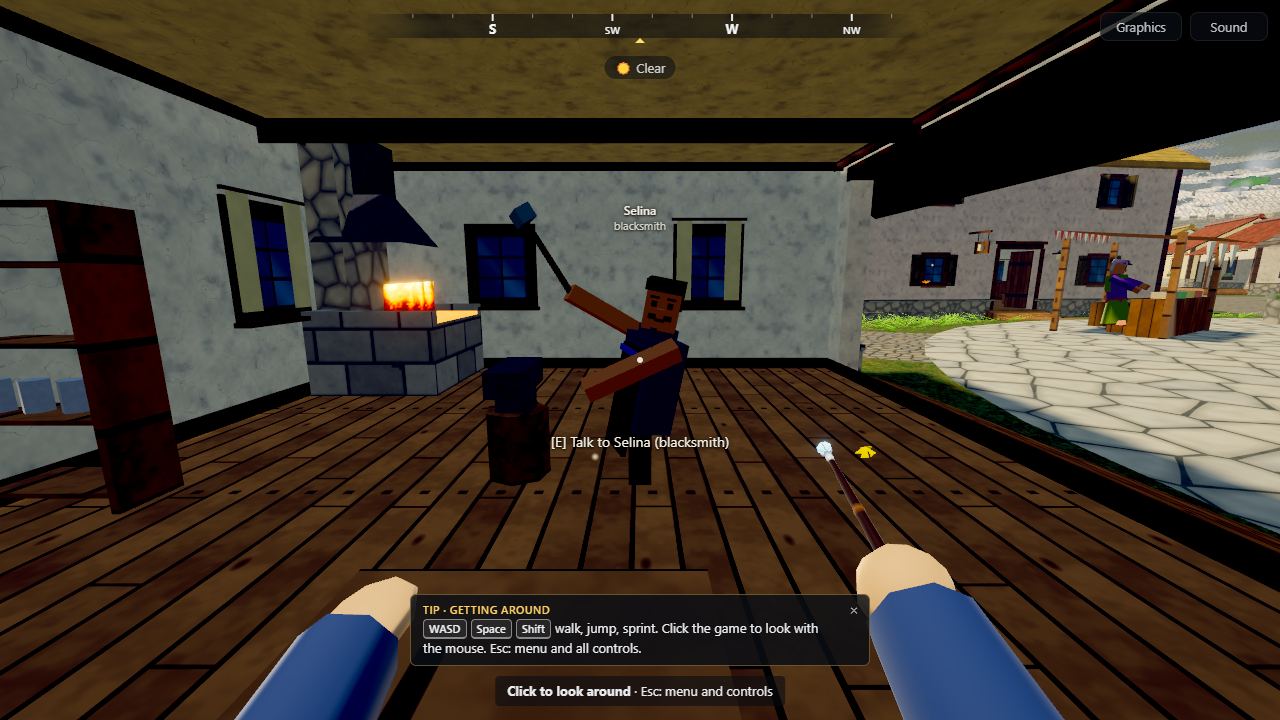 S
SW
W
NW
Graphics
Sound
Clear
Selina
blacksmith
[E] Talk to Selina (blacksmith)
TIP · GETTING AROUND
×
WASD Space Shift walk, jump, sprint. Click the game to look with
the mouse. Esc: menu and all controls.
Click to look around · Esc: menu and controls